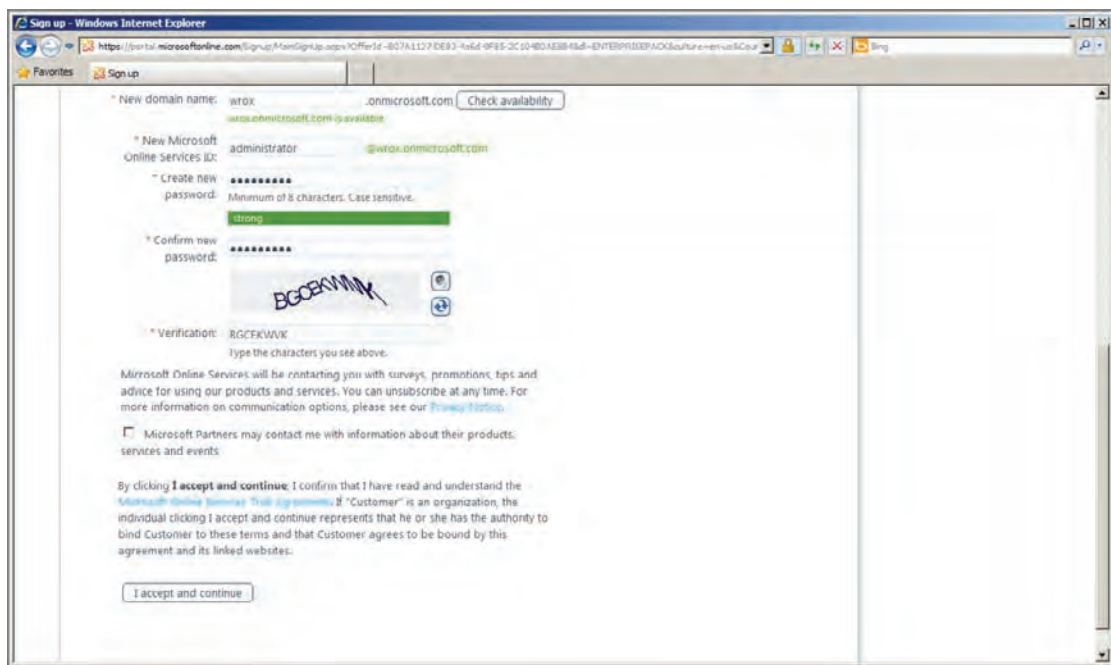 Sign up - Windows Internet Explorer
Bing
Favorites Sign up
* New domain name: wrox .onmicrosoft.com Check availability
wrox.onmicrosoft.com is available
* New Microsoft
Online Services ID: administrator @wrox.onmicrosoft.com
* Create new
password:
Minimum of 8 characters. Case sensitive.
strong
* Confirm new
password:
* Verification:
Type the characters you see above.
Microsoft Online Services will be contacting you with surveys, promotions, tips and
advice for using our products and services. You can unsubscribe at any time. For
more information on communication options, please see our Privacy Notice.
Microsoft Partners may contact me with information about their products,
services and events
By clicking I accept and continue, I confirm that I have read and understand the
Microsoft Online Services Trial Agreement. If "Customer" is an organization, the
individual clicking I accept and continue represents that he or she has the authority to
bind Customer to these terms and that Customer agrees to be bound by this
agreement and its linked websites.
I accept and continue